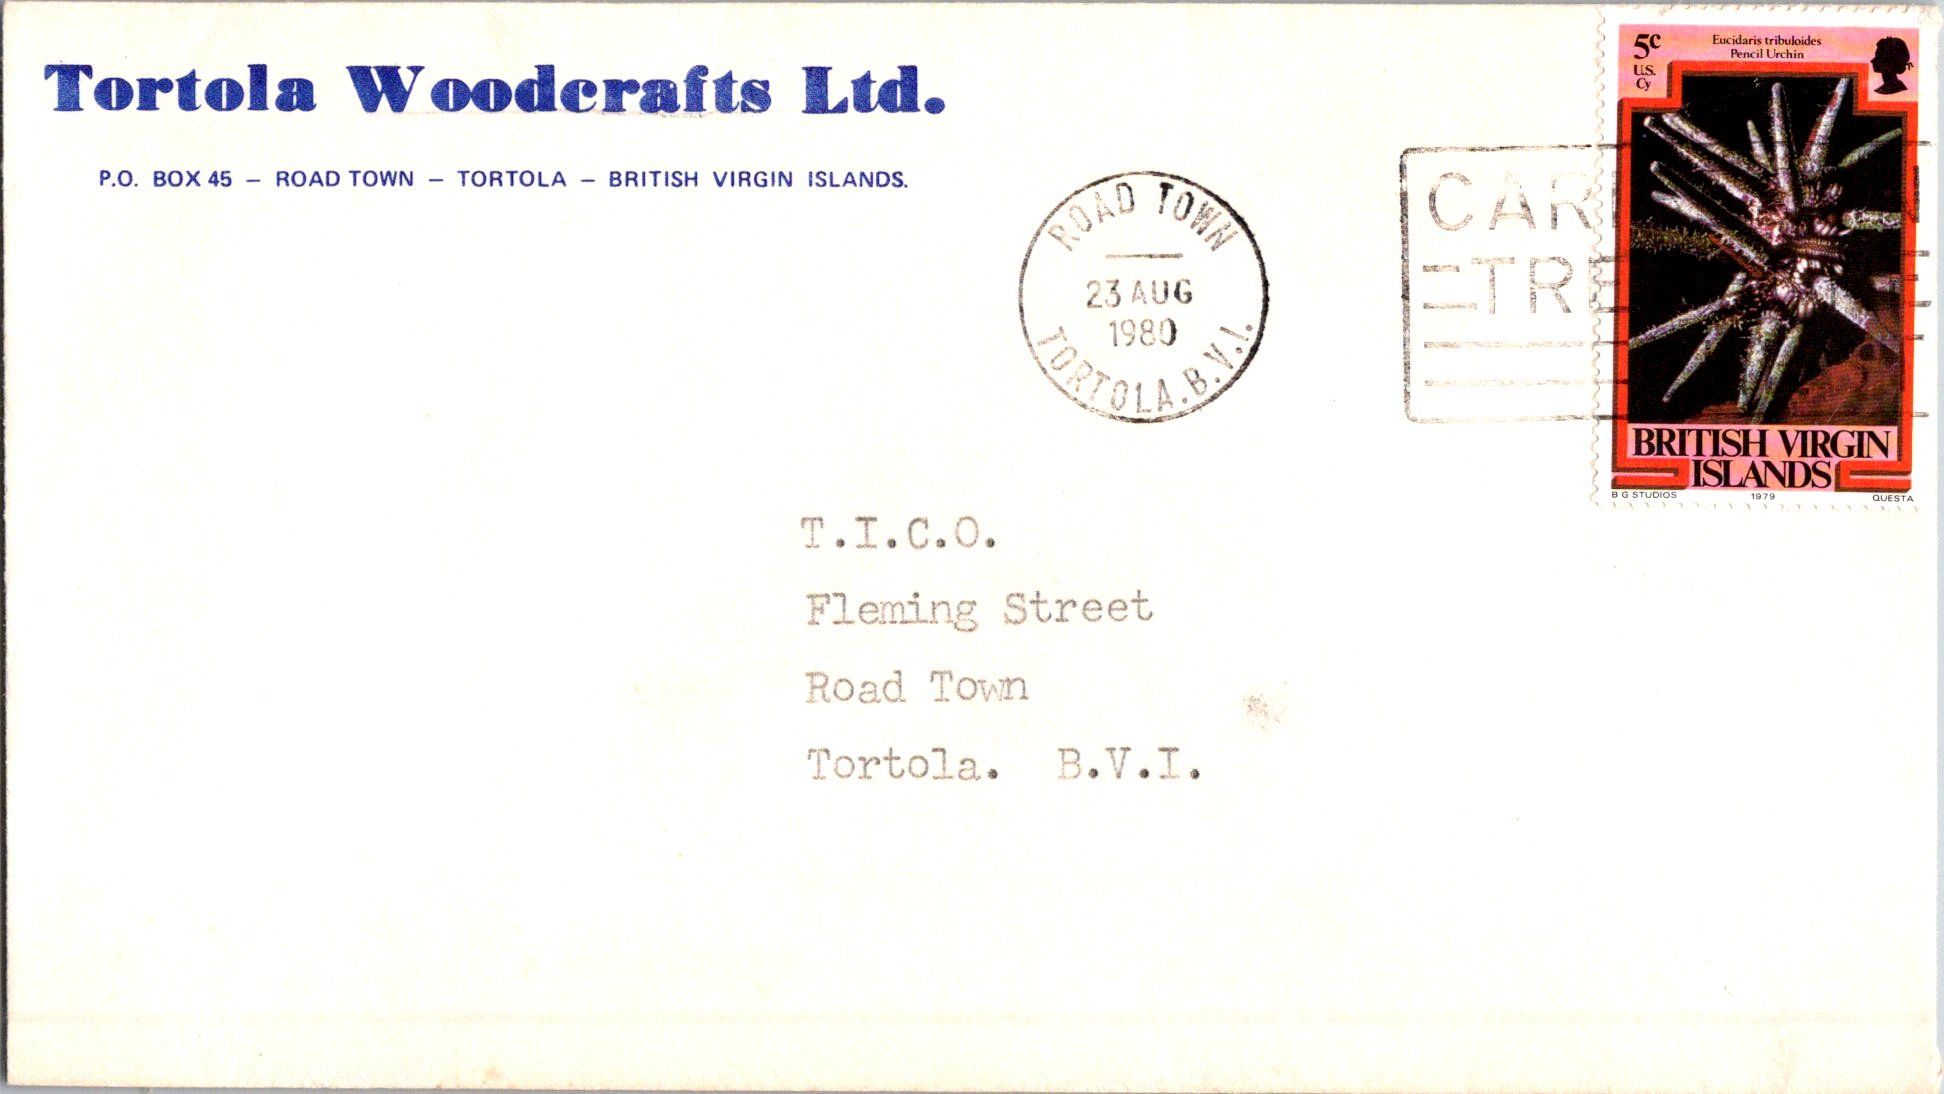 Tortola Woodcrafts Ltd.
P.O. BOX 45 – ROAD TOWN – TORTOLA – BRITISH VIRGIN ISLANDS.
5c
U.S.
Cy
Eucidaris tribuloides
Pencil Urchin
ROAD TOWN
23 AUG
1980
TORTOLA. B.V.I.
BRITISH VIRGIN
ISLANDS
B G STUDIOS 1979 QUESTA
T.I.C.O.
Fleming Street
Road Town
Tortola. B.V.I.